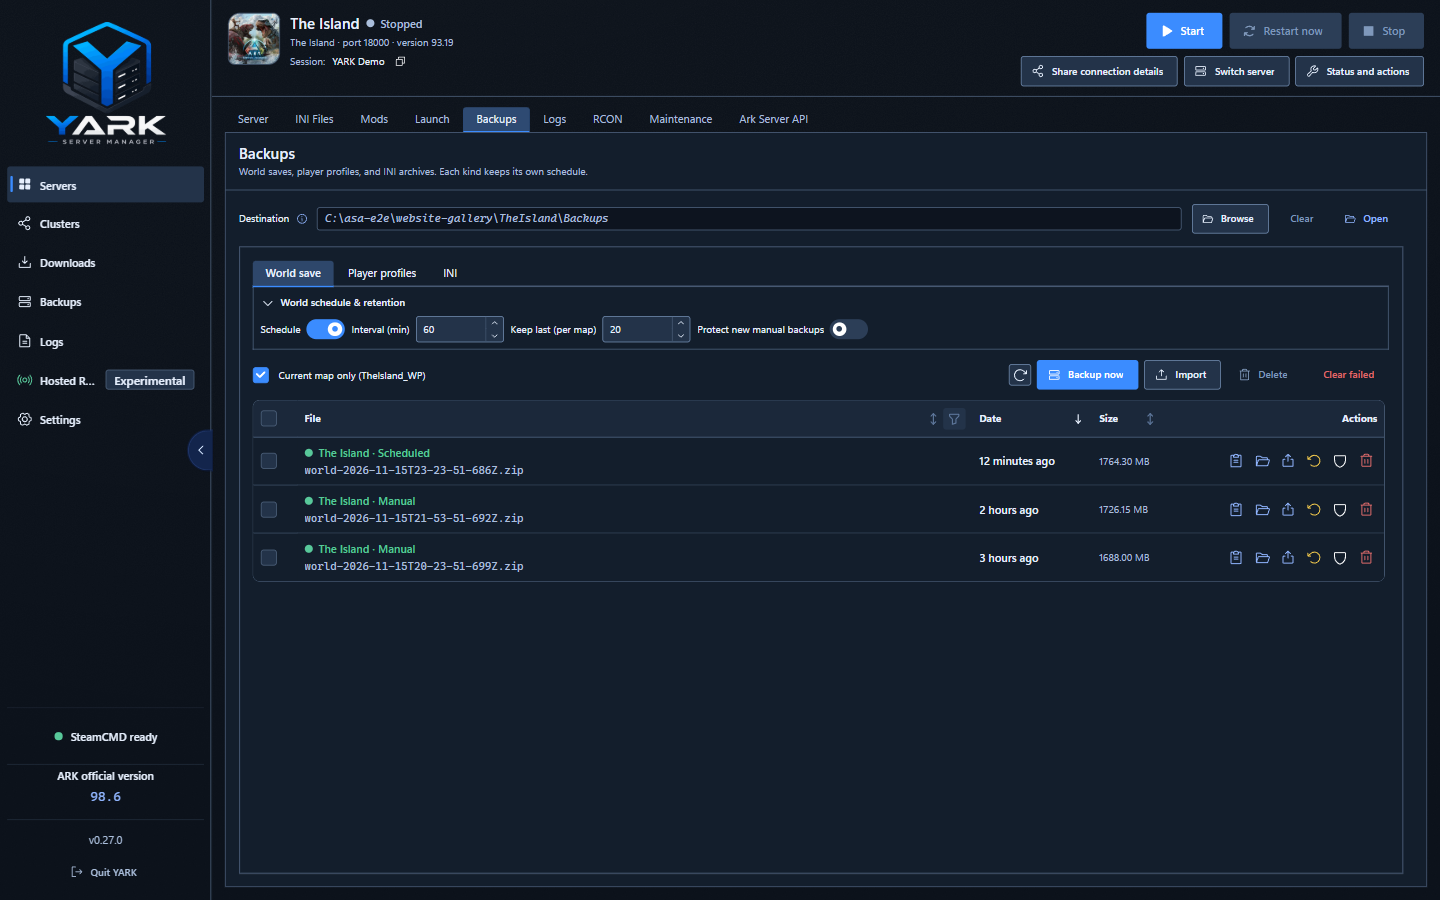 YARK
SERVER MANAGER
Servers
Clusters
Downloads
Backups
Logs
Hosted R...
Experimental
Settings
SteamCMD ready
ARK official version
98.6
v0.27.0
Quit YARK
The Island
Stopped
The Island · port 18000 · version 93.19
Session: YARK Demo
Start
Restart now
Stop
Share connection details
Switch server
Status and actions
Server
INI Files
Mods
Launch
Backups
Logs
RCON
Maintenance
Ark Server API
Backups
World saves, player profiles, and INI archives. Each kind keeps its own schedule.
Destination
C:\asa-e2e\website-gallery\TheIsland\Backups
Browse
Clear
Open
World save
Player profiles
INI
World schedule & retention
Schedule
Interval (min)
60
Keep last (per map)
20
Protect new manual backups
Current map only (TheIsland_WP)
Backup now
Import
Delete
Clear failed
File
Date
Size
Actions
The Island · Scheduled
world-2026-11-15T23-23-51-686Z.zip
12 minutes ago
1764.30 MB
The Island · Manual
world-2026-11-15T21-53-51-692Z.zip
2 hours ago
1726.15 MB
The Island · Manual
world-2026-11-15T20-23-51-699Z.zip
3 hours ago
1688.00 MB